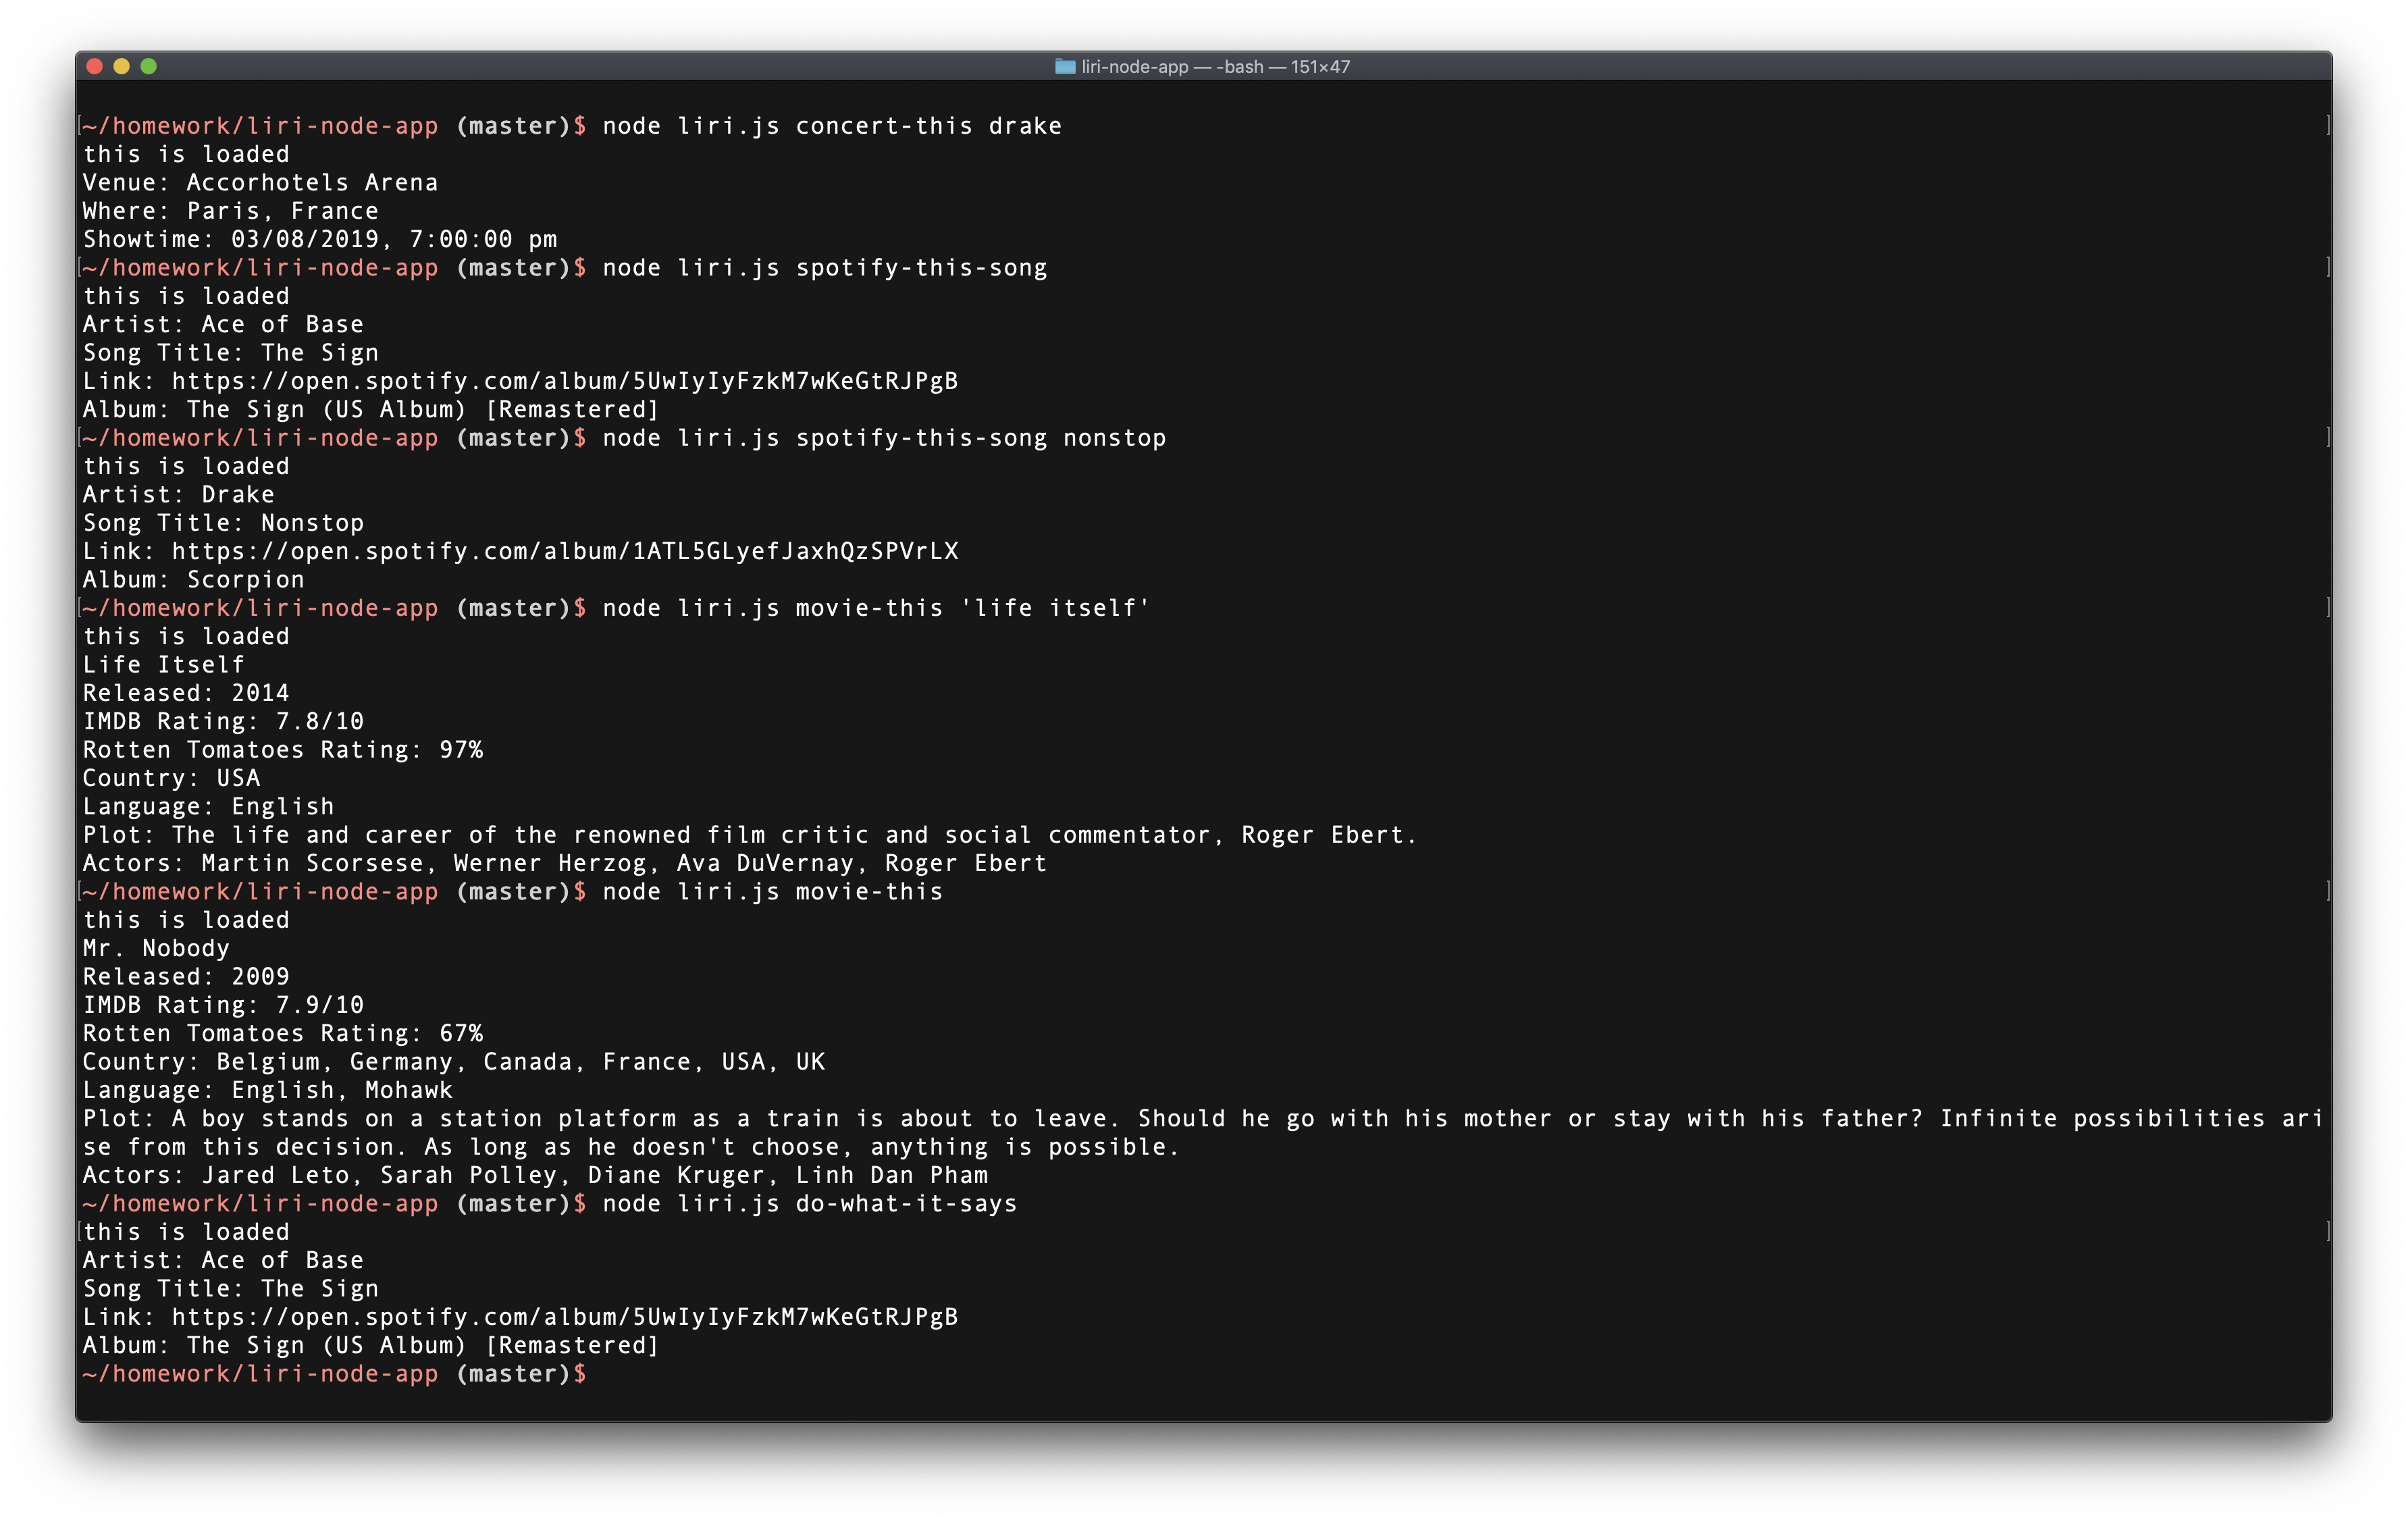 liri-node-app — -bash — 151×47
[~/homework/liri-node-app (master)$ node liri.js concert-this drake ]
this is loaded
Venue: Accorhotels Arena
Where: Paris, France
Showtime: 03/08/2019, 7:00:00 pm
[~/homework/liri-node-app (master)$ node liri.js spotify-this-song ]
this is loaded
Artist: Ace of Base
Song Title: The Sign
Link: https://open.spotify.com/album/5UwIyIyFzkM7wKeGtRJPgB
Album: The Sign (US Album) [Remastered]
[~/homework/liri-node-app (master)$ node liri.js spotify-this-song nonstop ]
this is loaded
Artist: Drake
Song Title: Nonstop
Link: https://open.spotify.com/album/1ATL5GLyefJaxhQzSPVrLX
Album: Scorpion
[~/homework/liri-node-app (master)$ node liri.js movie-this 'life itself' ]
this is loaded
Life Itself
Released: 2014
IMDB Rating: 7.8/10
Rotten Tomatoes Rating: 97%
Country: USA
Language: English
Plot: The life and career of the renowned film critic and social commentator, Roger Ebert.
Actors: Martin Scorsese, Werner Herzog, Ava DuVernay, Roger Ebert
[~/homework/liri-node-app (master)$ node liri.js movie-this ]
this is loaded
Mr. Nobody
Released: 2009
IMDB Rating: 7.9/10
Rotten Tomatoes Rating: 67%
Country: Belgium, Germany, Canada, France, USA, UK
Language: English, Mohawk
Plot: A boy stands on a station platform as a train is about to leave. Should he go with his mother or stay with his father? Infinite possibilities ari
se from this decision. As long as he doesn't choose, anything is possible.
Actors: Jared Leto, Sarah Polley, Diane Kruger, Linh Dan Pham
~/homework/liri-node-app (master)$ node liri.js do-what-it-says
[this is loaded ]
Artist: Ace of Base
Song Title: The Sign
Link: https://open.spotify.com/album/5UwIyIyFzkM7wKeGtRJPgB
Album: The Sign (US Album) [Remastered]
~/homework/liri-node-app (master)$